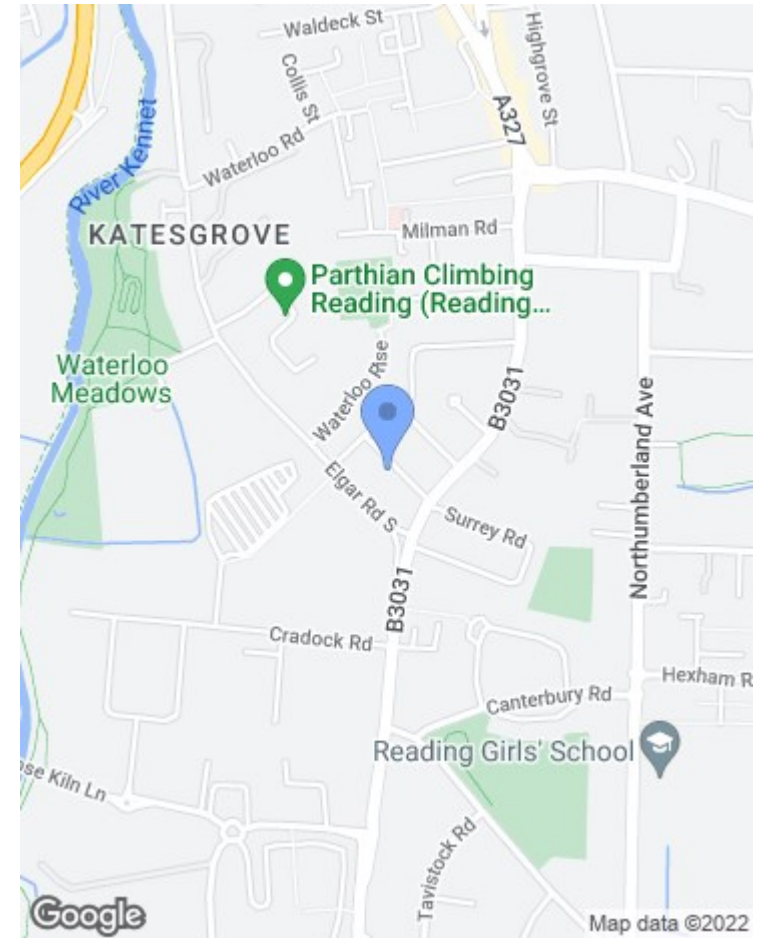 Waldeck St
Collis St
Highgrove St
A327
River Kennet
Waterloo Rd
KATESGROVE
Milman Rd
Parthian Climbing
Reading (Reading...
Waterloo
Meadows
Waterloo Rise
B3031
Northumberland Ave
Elgar Rd S
Surrey Rd
B3031
Cradock Rd
Hexham R
Canterbury Rd
Reading Girls' School
ose Kiln Ln
Tavistock Rd
Google
Map data ©2022